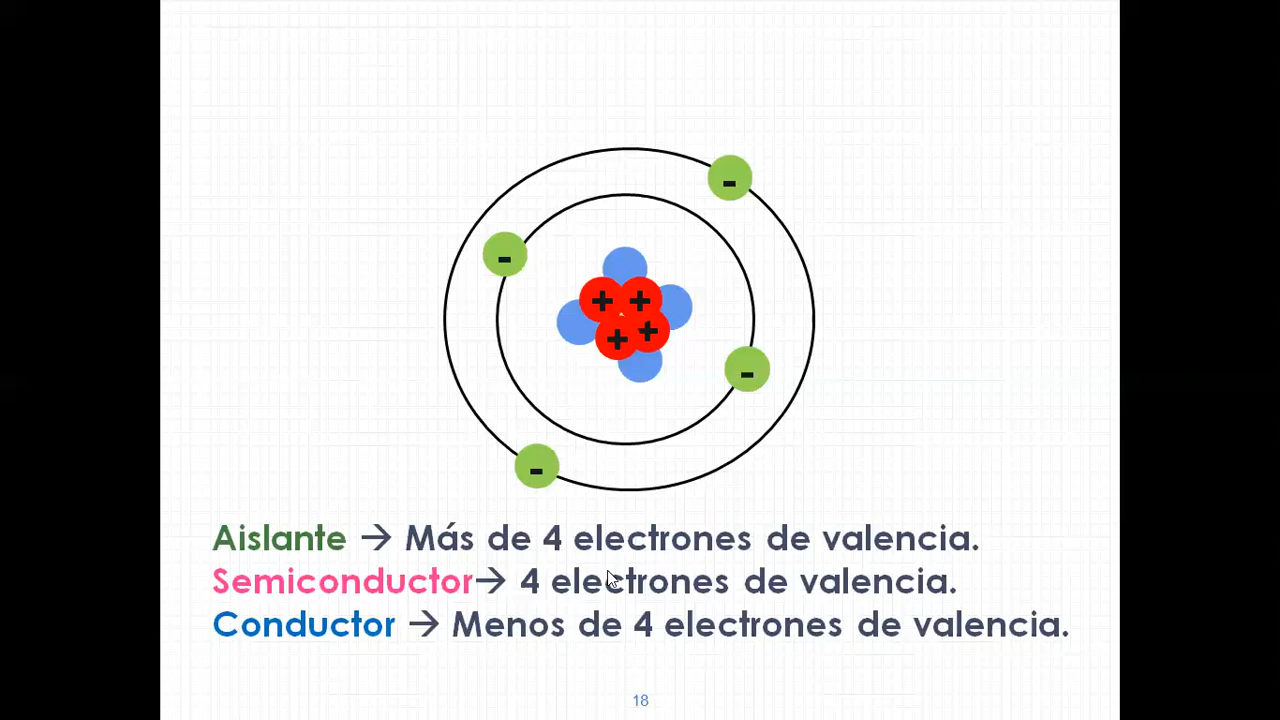 -
-
+ +
+ +
-
-
Aislante → Más de 4 electrones de valencia.
Semiconductor→ 4 electrones de valencia.
Conductor → Menos de 4 electrones de valencia.
18